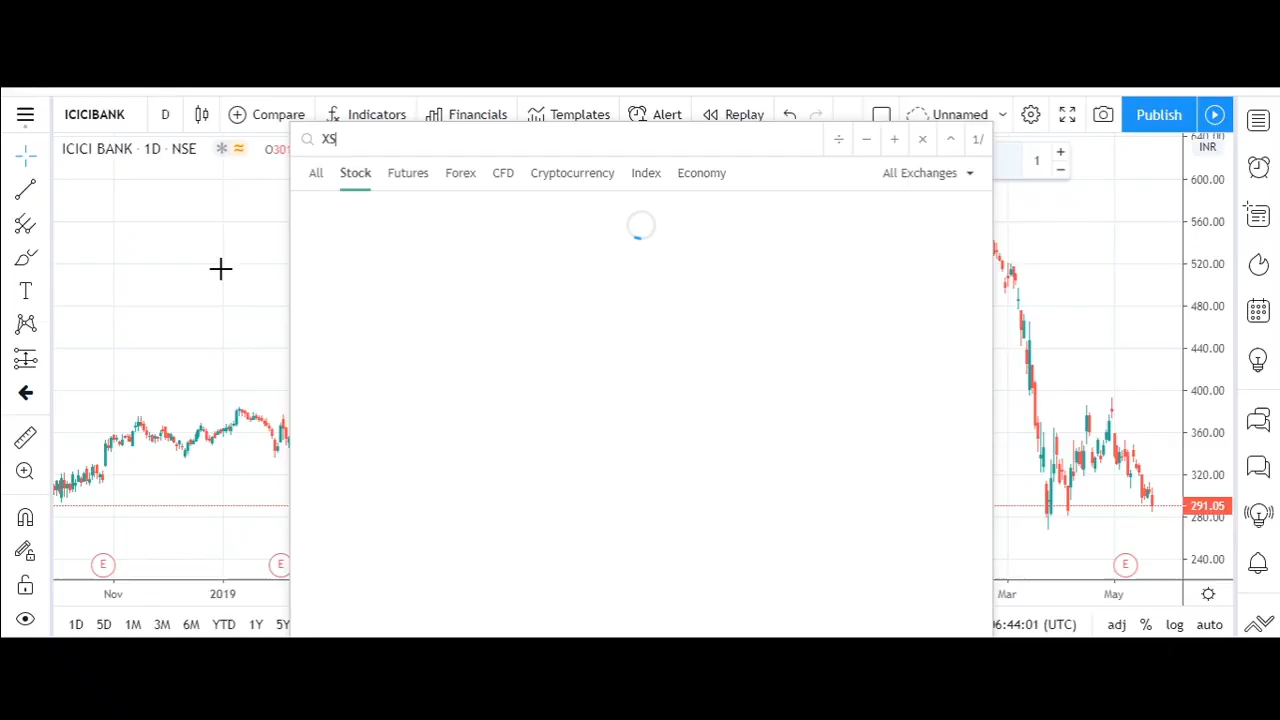 ICICIBANK D Compare Indicators Financials Templates Alert Replay Unnamed Publish
ICICI BANK · 1D · NSE
XS
÷ − + × ^ 1/
All Stock Futures Forex CFD Cryptocurrency Index Economy All Exchanges
1
+
−
INR
600.00
560.00
520.00
480.00
440.00
400.00
360.00
320.00
291.05
280.00
240.00
E E E
Nov 2019 Mar May
1D 5D 1M 3M 6M YTD 1Y 5Y (UTC) adj % log auto